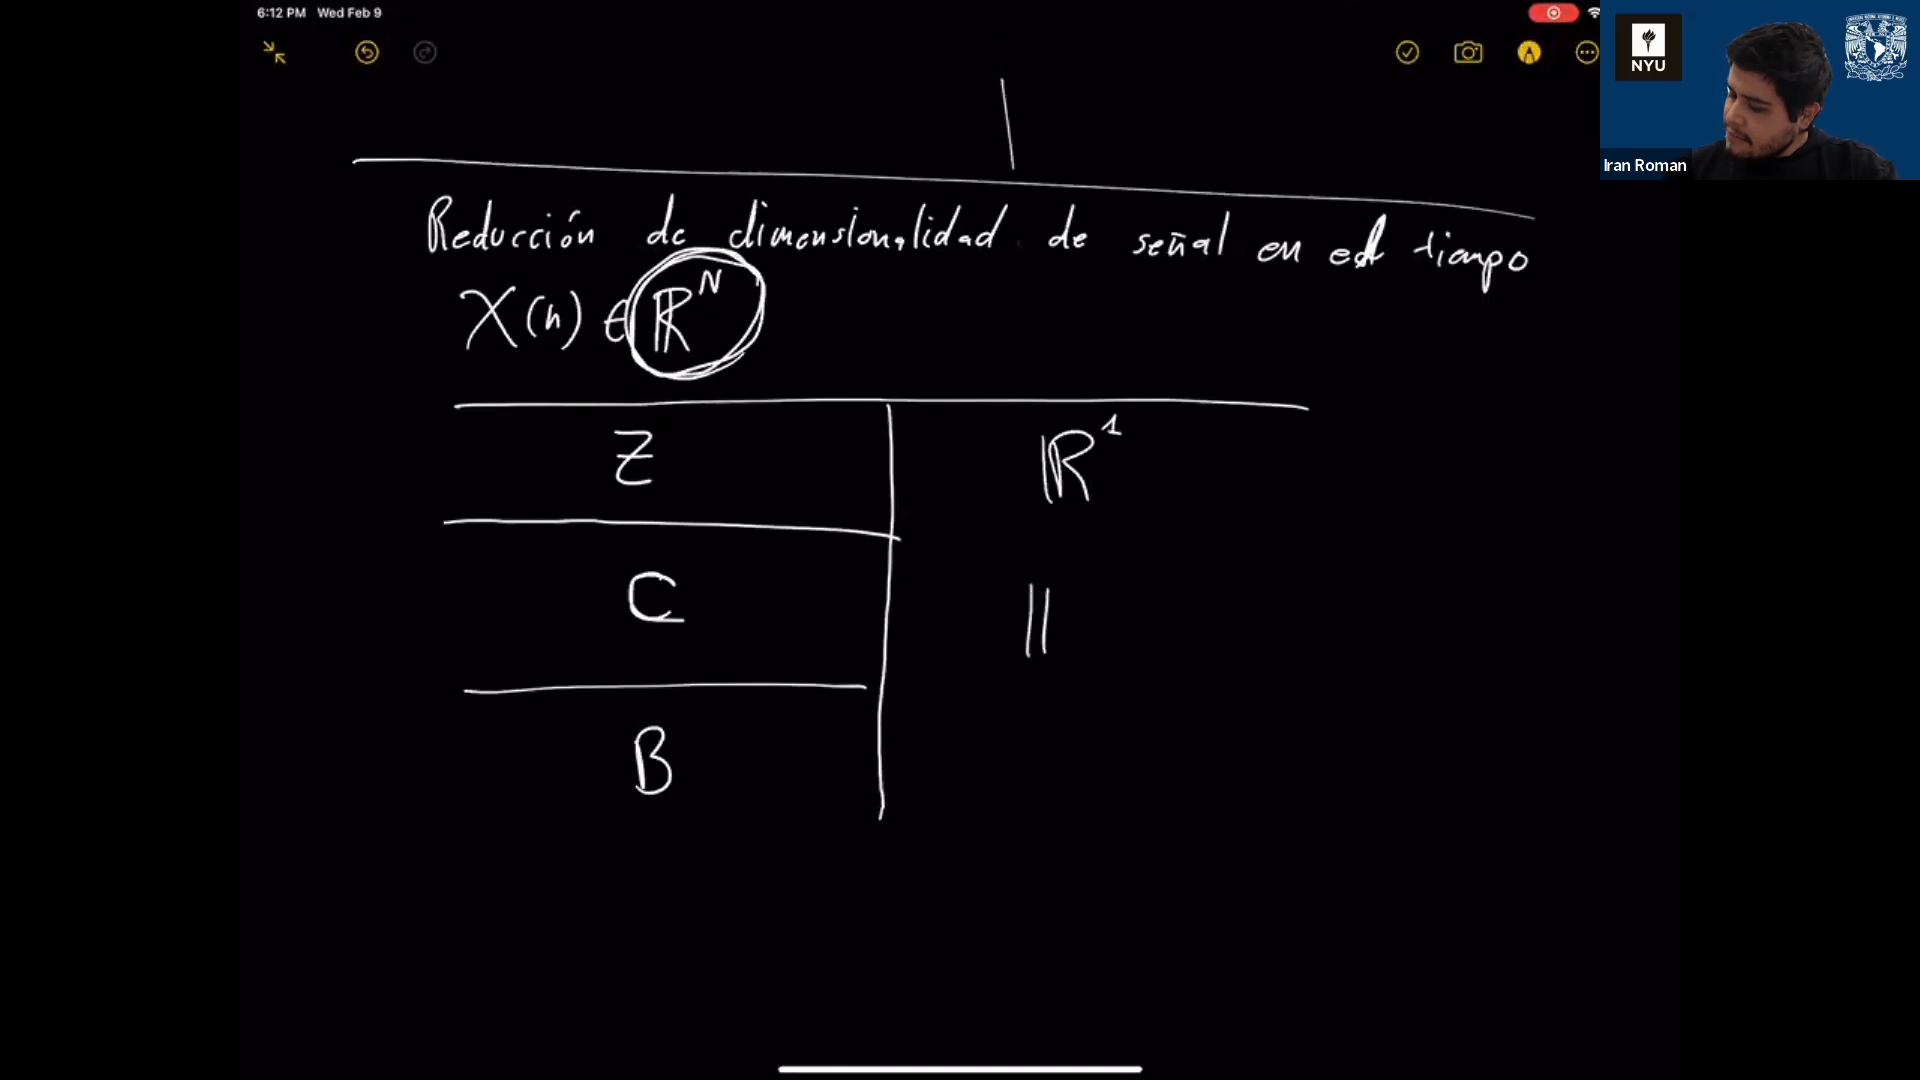 6:12 PM Wed Feb 9
NYU
Iran Roman
Reducción de dimensionalidad de señal en el tiempo
X(n) ∈ ℝ^N
Z ℝ^1
C ||
B